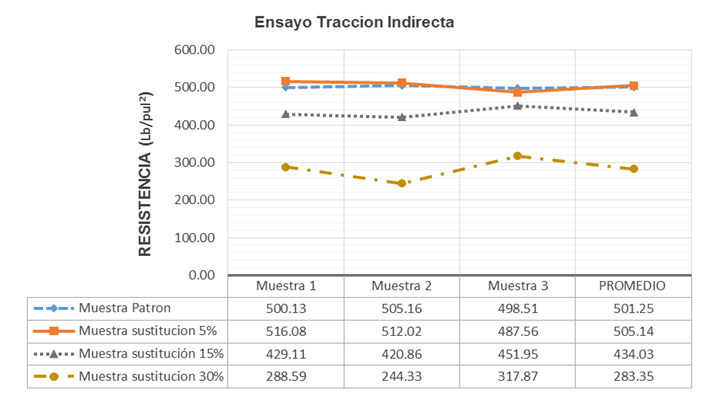 Ensayo Traccion Indirecta
RESISTENCIA (Lb/pul²)
600.00
500.00
400.00
300.00
200.00
100.00
0.00
Muestra 1 Muestra 2 Muestra 3 PROMEDIO
Muestra Patron 500.13 505.16 498.51 501.25
Muestra sustitucion 5% 516.08 512.02 487.56 505.14
Muestra sustitución 15% 429.11 420.86 451.95 434.03
Muestra sustitucion 30% 288.59 244.33 317.87 283.35